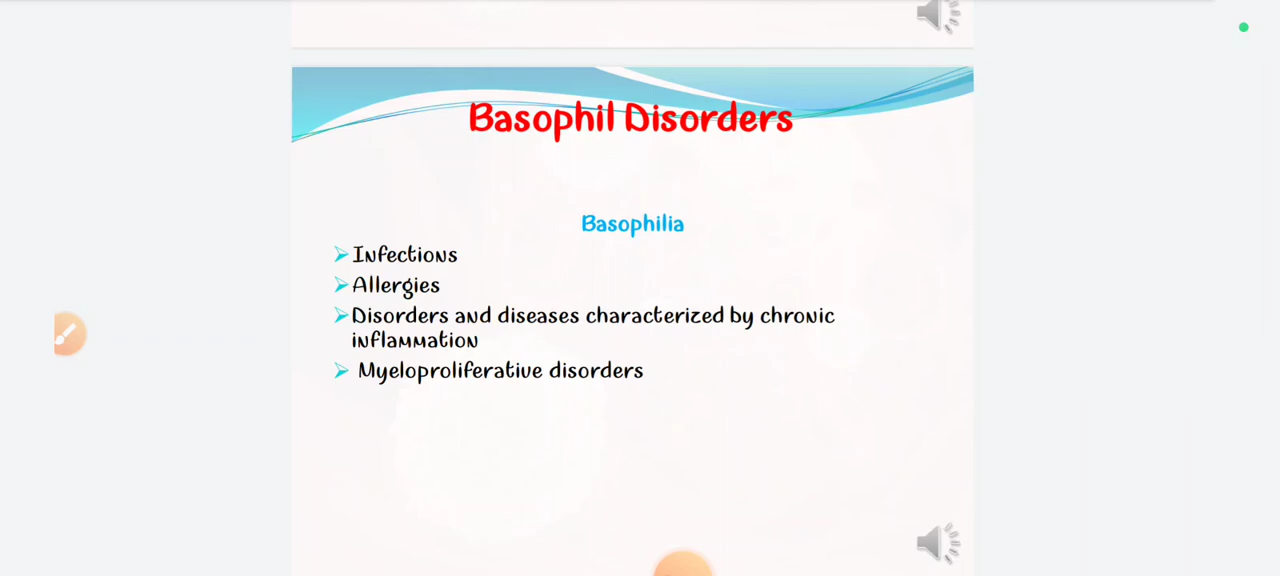 Basophil Disorders
Basophilia
Infections
Allergies
Disorders and diseases characterized by chronic
inflammation
Myeloproliferative disorders